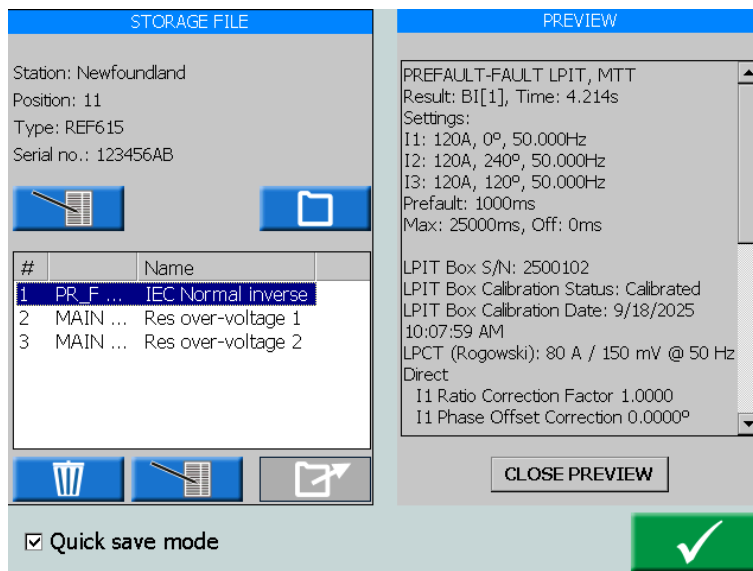 STORAGE FILE
Station: Newfoundland
Position: 11
Type: REF615
Serial no.: 123456AB
# Name
1 PR_F ... IEC Normal inverse
2 MAIN ... Res over-voltage 1
3 MAIN ... Res over-voltage 2
Quick save mode
PREVIEW
PREFAULT-FAULT LPIT, MTT
Result: BI[1], Time: 4.214s
Settings:
I1: 120A, 0º, 50.000Hz
I2: 120A, 240º, 50.000Hz
I3: 120A, 120º, 50.000Hz
Prefault: 1000ms
Max: 25000ms, Off: 0ms
LPIT Box S/N: 2500102
LPIT Box Calibration Status: Calibrated
LPIT Box Calibration Date: 9/18/2025
10:07:59 AM
LPCT (Rogowski): 80 A / 150 mV @ 50 Hz
Direct
I1 Ratio Correction Factor 1.0000
I1 Phase Offset Correction 0.0000º
CLOSE PREVIEW